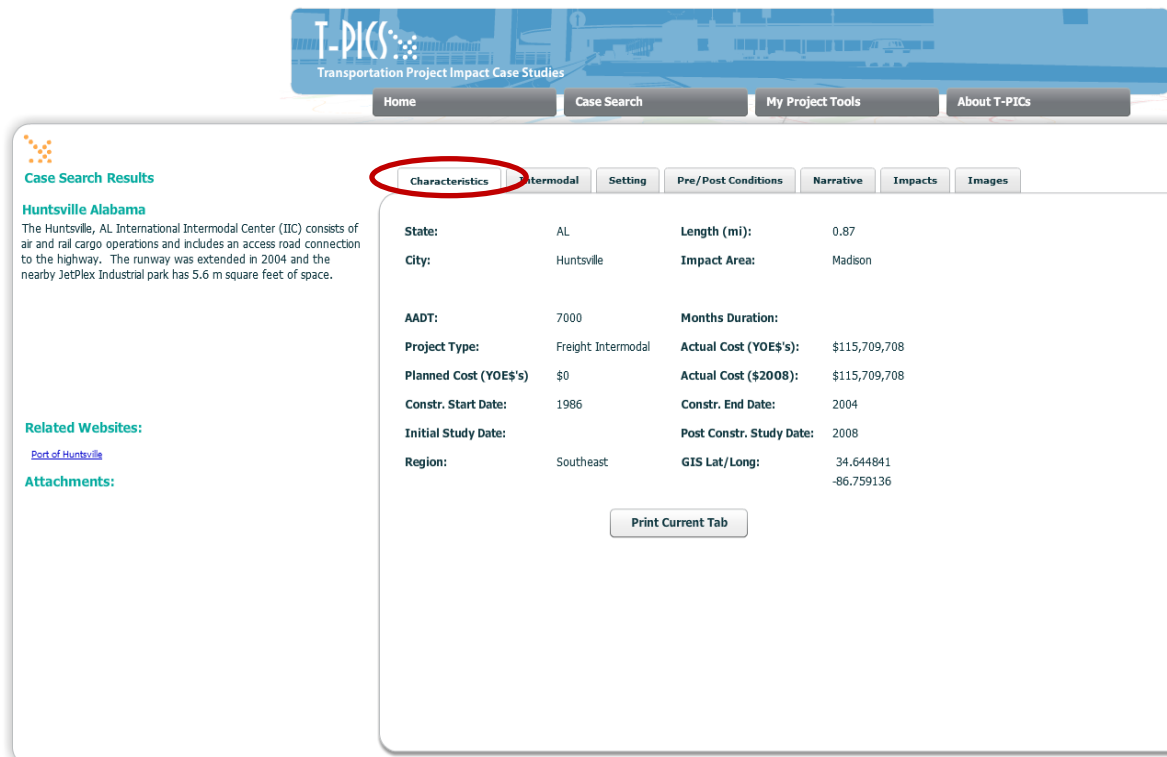 T-PICS
Transportation Project Impact Case Studies
Home Case Search My Project Tools About T-PICs
Case Search Results
Huntsville Alabama
The Huntsville, AL International Intermodal Center (IIC) consists of
air and rail cargo operations and includes an access road connection
to the highway. The runway was extended in 2004 and the
nearby JetPlex Industrial park has 5.6 m square feet of space.
Related Websites:
Port of Huntsville
Attachments:
Characteristics Intermodal Setting Pre/Post Conditions Narrative Impacts Images
State: AL Length (mi): 0.87
City: Huntsville Impact Area: Madison
AADT: 7000 Months Duration:
Project Type: Freight Intermodal Actual Cost (YOE$'s): $115,709,708
Planned Cost (YOE$'s) $0 Actual Cost ($2008): $115,709,708
Constr. Start Date: 1986 Constr. End Date: 2004
Initial Study Date: Post Constr. Study Date: 2008
Region: Southeast GIS Lat/Long: 34.644841
-86.759136
Print Current Tab